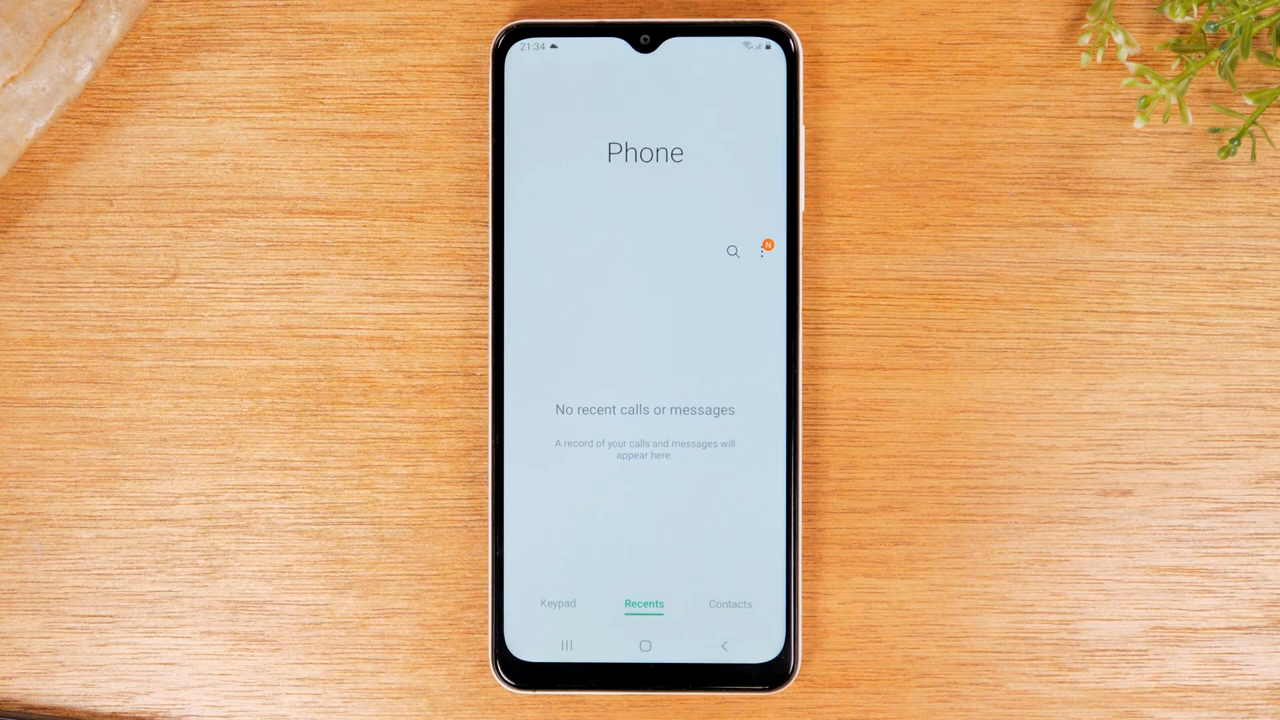 21:34
Phone
N
No recent calls or messages
A record of your calls and messages will
appear here.
Keypad Recents Contacts